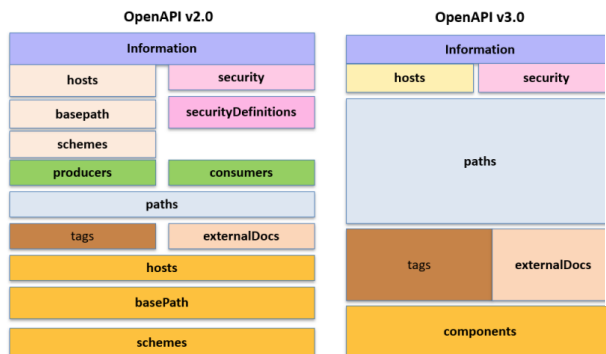 OpenAPI v2.0
Information
hosts
security
basepath
securityDefinitions
schemes
producers
consumers
paths
tags
externalDocs
hosts
basePath
schemes
OpenAPI v3.0
Information
hosts
security
paths
tags
externalDocs
components